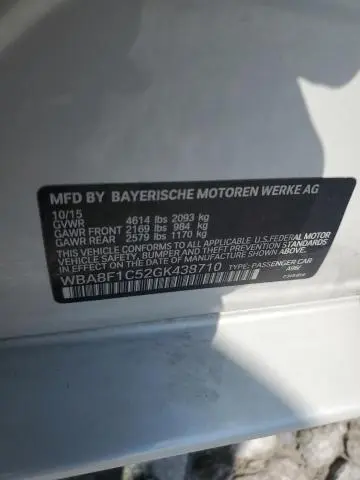 MFD BY BAYERISCHE MOTOREN WERKE AG
10/15
GVWR 4614 lbs 2093 kg
GAWR FRONT 2169 lbs 984 kg
GAWR REAR 2579 lbs 1170 kg
THIS VEHICLE CONFORMS TO ALL APPLICABLE U.S.FEDERAL MOTOR
VEHICLE SAFETY, BUMPER, AND THEFT PREVENTION STANDARDS
IN EFFECT ON THE DATE OF MANUFACTURE SHOWN ABOVE.
WBA8F1C52GK438710 TYPE: PASSENGER CAR